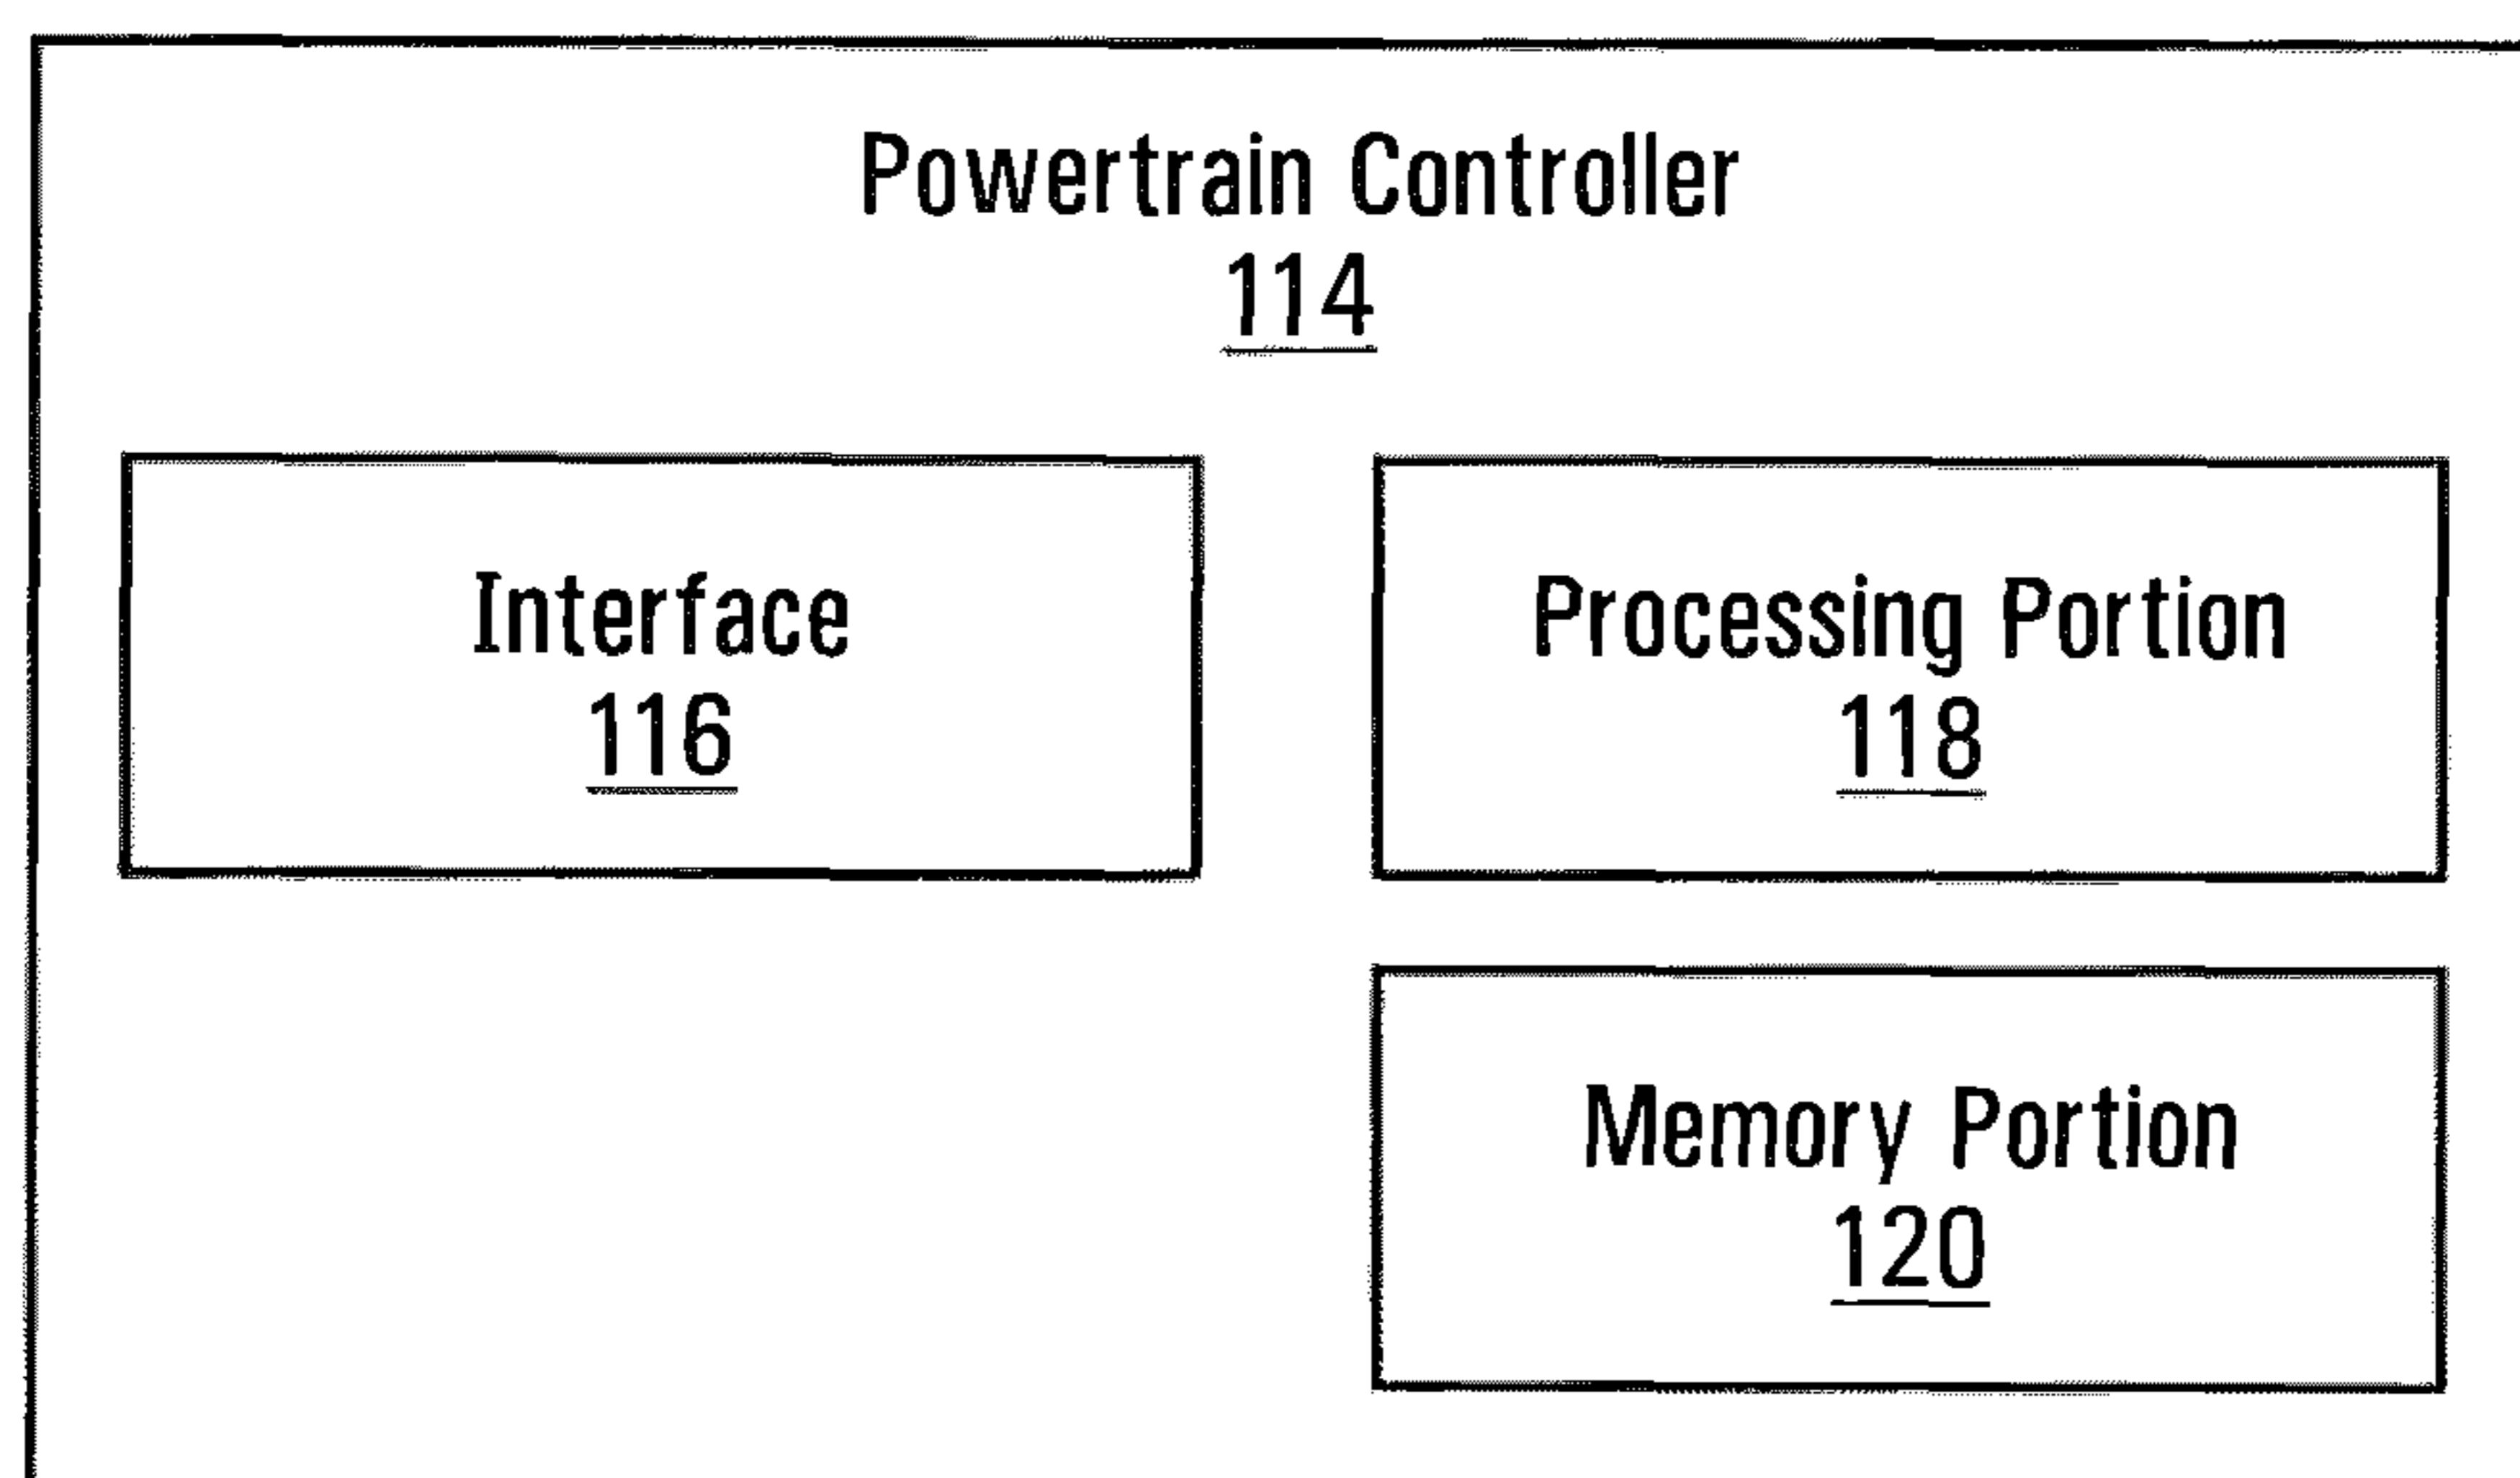 Powertrain Controller
114
Interface
116
Processing Portion
118
Memory Portion
120